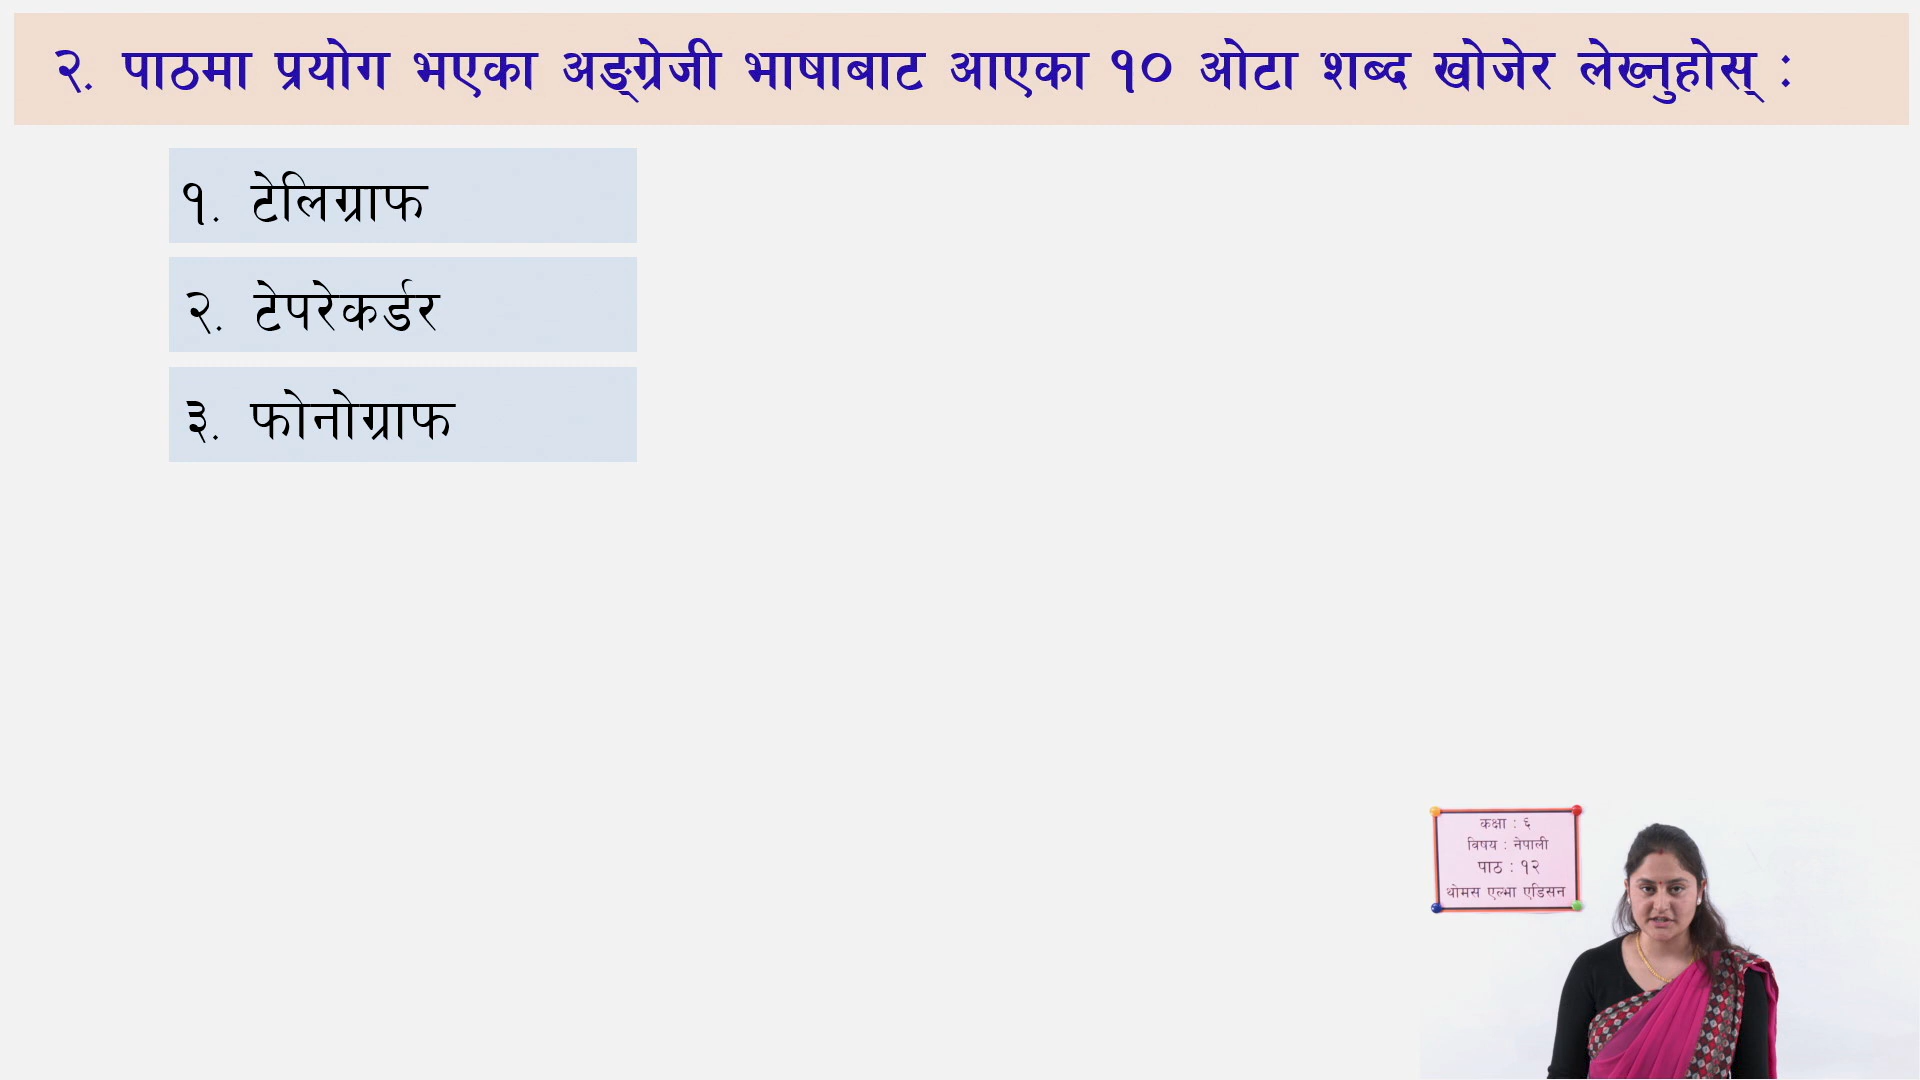 २. पाठमा प्रयोग भएका अङ्ग्रेजी भाषाबाट आएका १० ओटा शब्द खोजेर लेख्नुहोस् :
१. टेलिग्राफ
२. टेपरेकर्डर
३. फोनोग्राफ
कक्षा : ६
विषय : नेपाली
पाठ : १२
थोमस एल्भा एडिसन